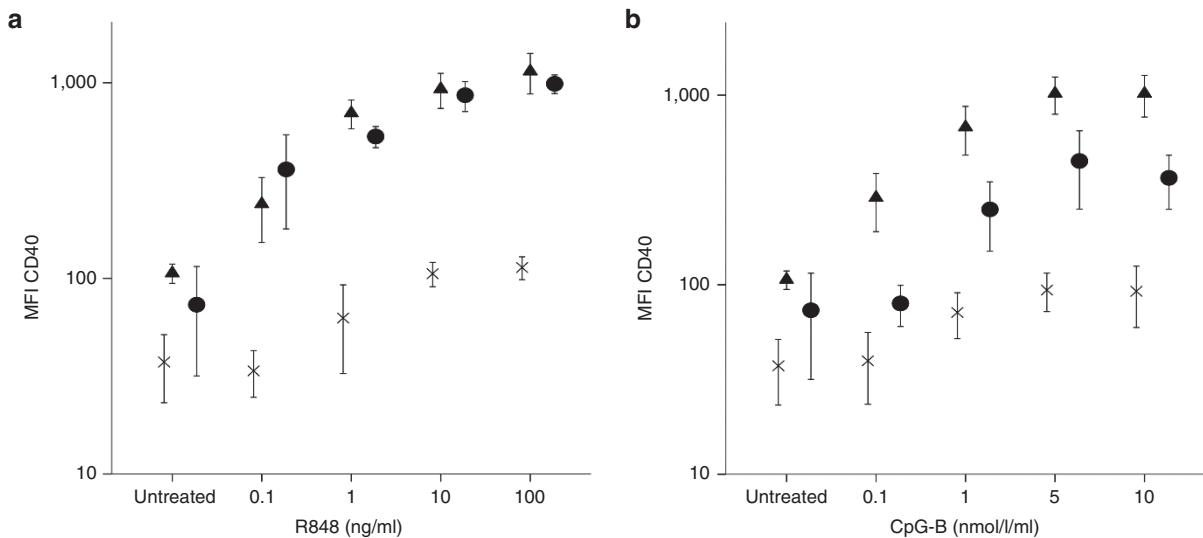 a
MFI CD40
1,000
100
10
Untreated 0.1 1 10 100
R848 (ng/ml)
b
MFI CD40
1,000
100
10
Untreated 0.1 1 5 10
CpG-B (nmol/l/ml)